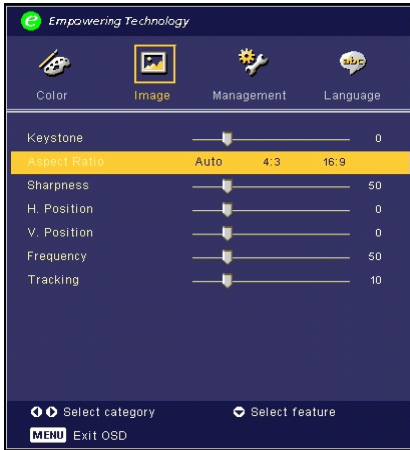 e Empowering Technology
abc
Color Image Management Language
Keystone 0
Aspect Ratio Auto 4:3 16:9
Sharpness 50
H. Position 0
V. Position 0
Frequency 50
Tracking 10
Select category Select feature
MENU Exit OSD